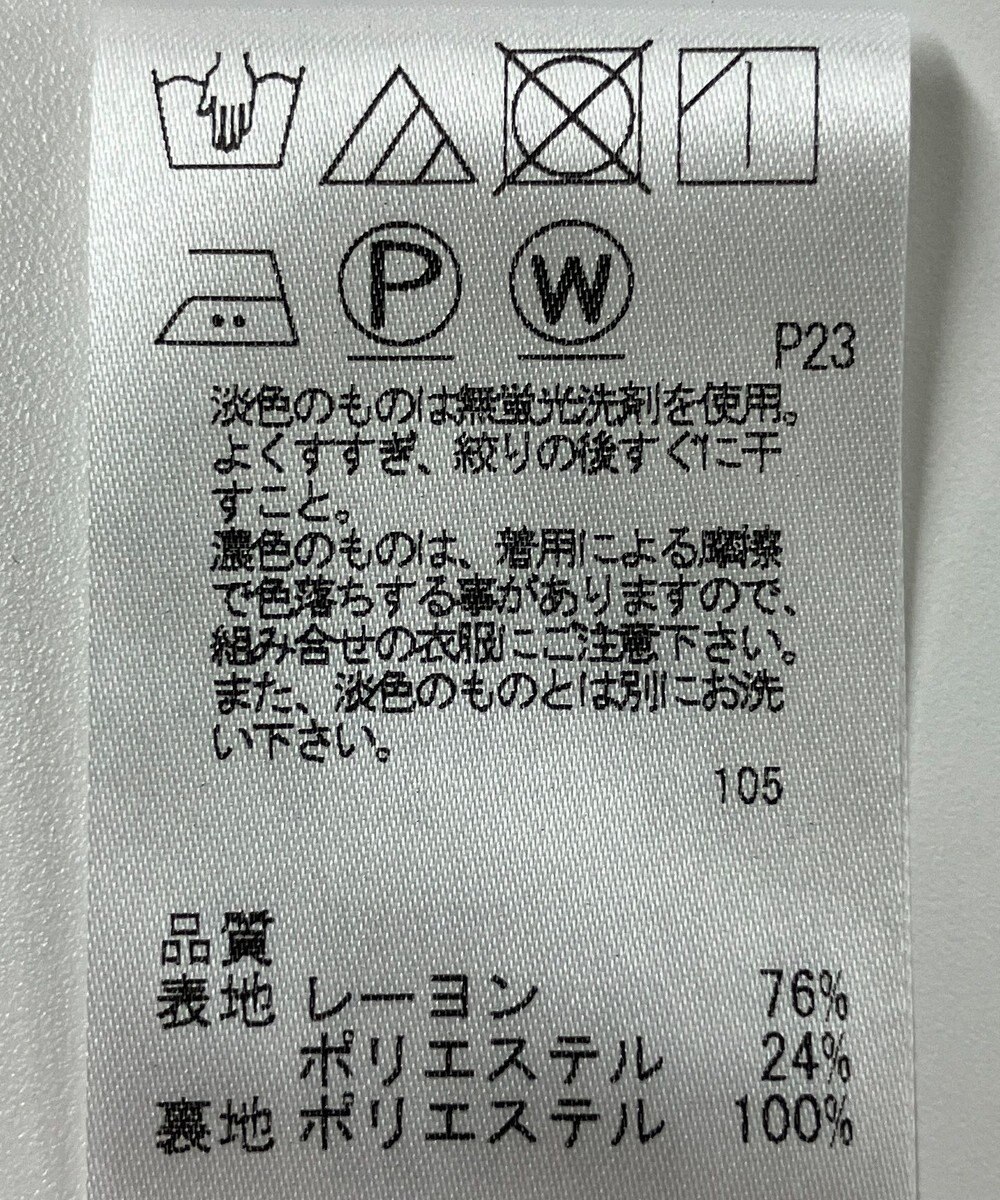 P
W
P23
淡色のものは無蛍光洗剤を使用。
よくすすぎ、絞りの後すぐに干
すこと。
濃色のものは、着用による摩擦
で色落ちする事がありますので、
組み合せの衣服にご注意下さい。
また、淡色のものとは別にお洗
い下さい。
105
品質
表地 レーヨン 76%
ポリエステル 24%
裏地 ポリエステル 100%